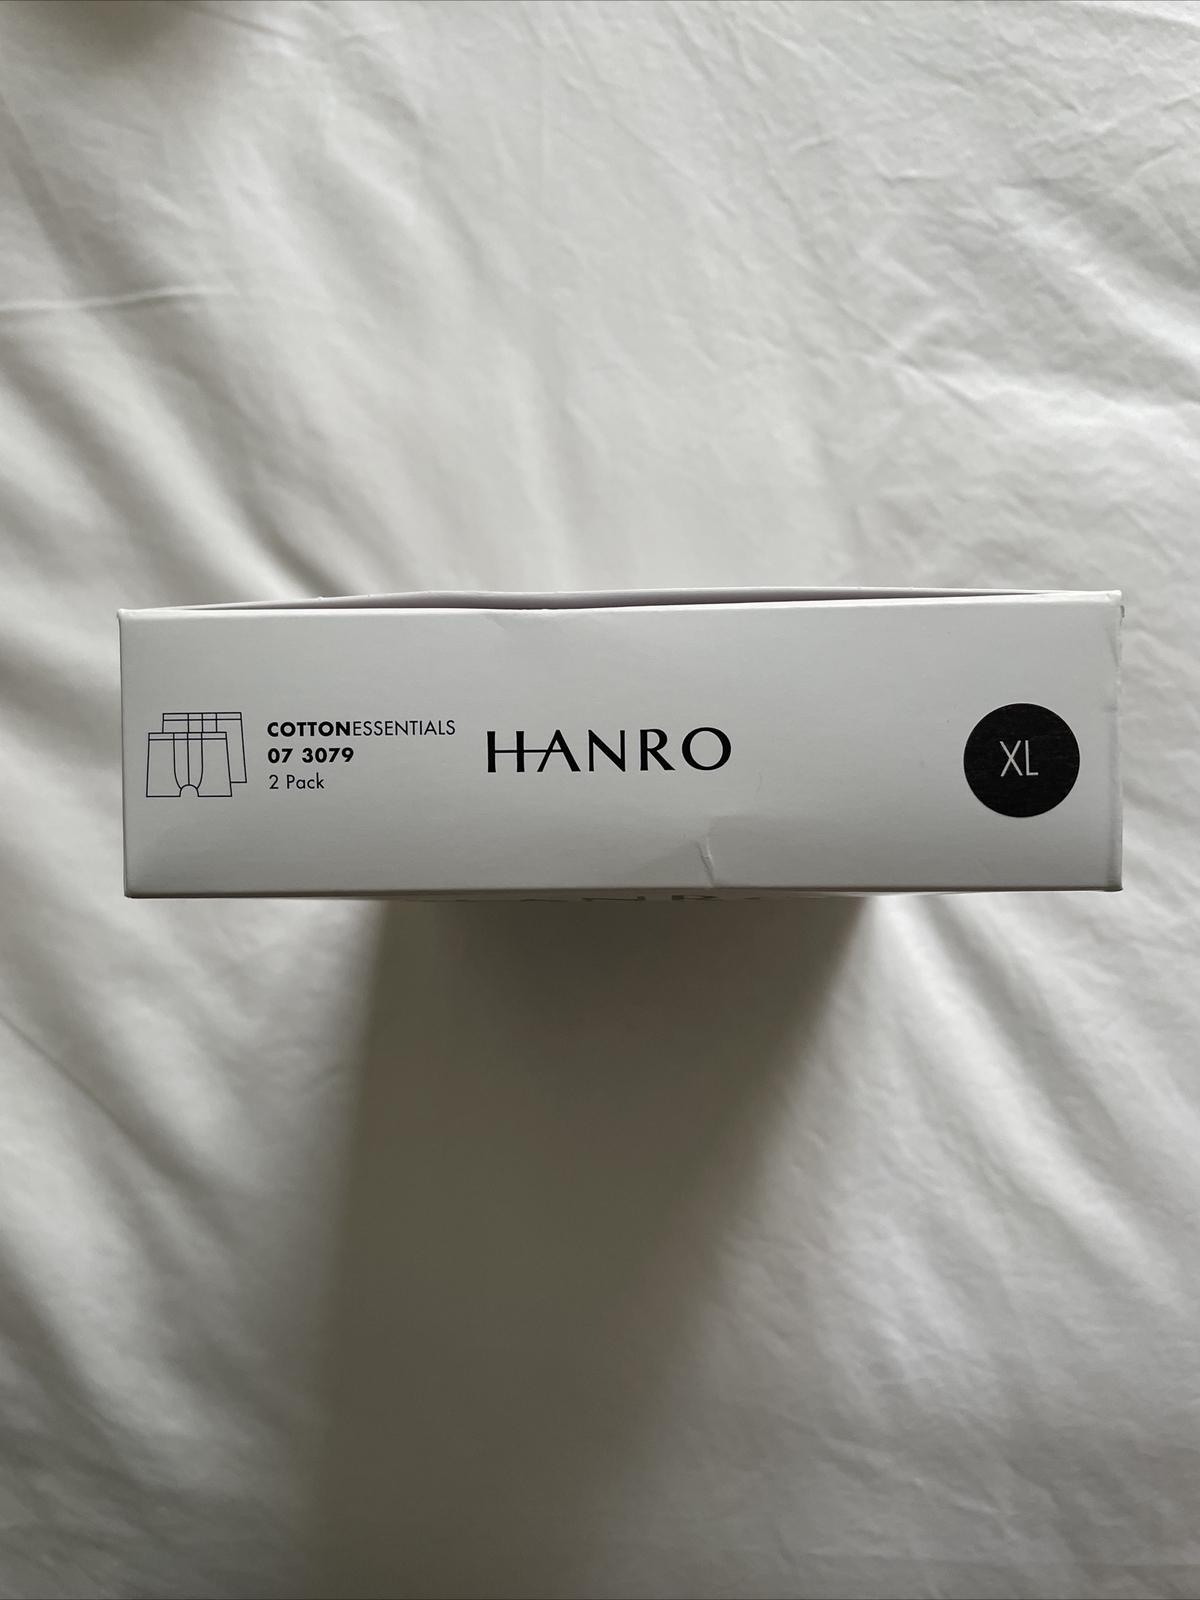 COTTONESSENTIALS
07 3079
2 Pack
HANRO
XL